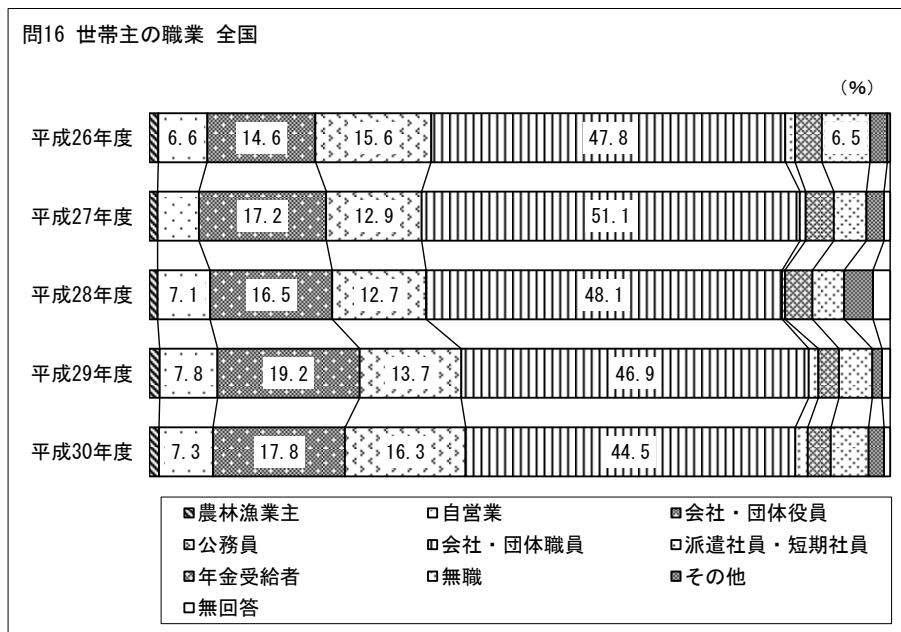 問16 世帯主の職業 全国
(%)
平成26年度 6.6 14.6 15.6 47.8 6.5
平成27年度 17.2 12.9 51.1
平成28年度 7.1 16.5 12.7 48.1
平成29年度 7.8 19.2 13.7 46.9
平成30年度 7.3 17.8 16.3 44.5
農林漁業主 自営業 会社・団体役員
公務員 会社・団体職員 派遣社員・短期社員
年金受給者 無職 その他
無回答